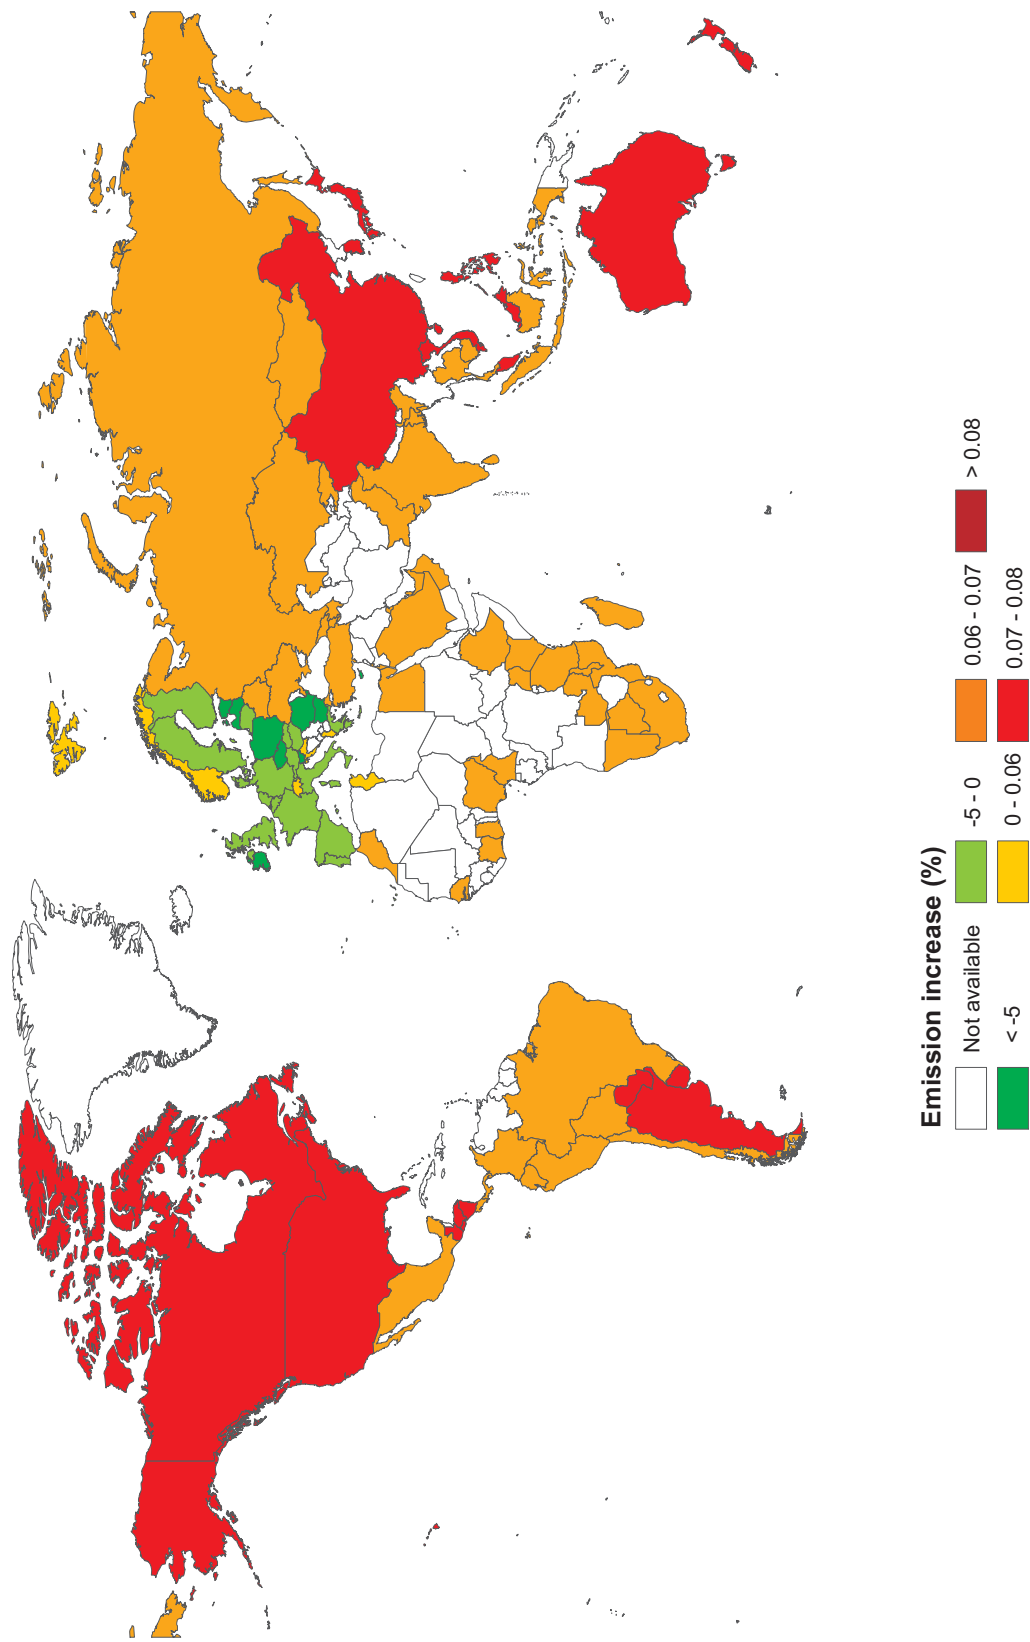 Emission increase (%)
Not available
-5 - 0
0.06 - 0.07
> 0.08
< -5
0 - 0.06
0.07 - 0.08